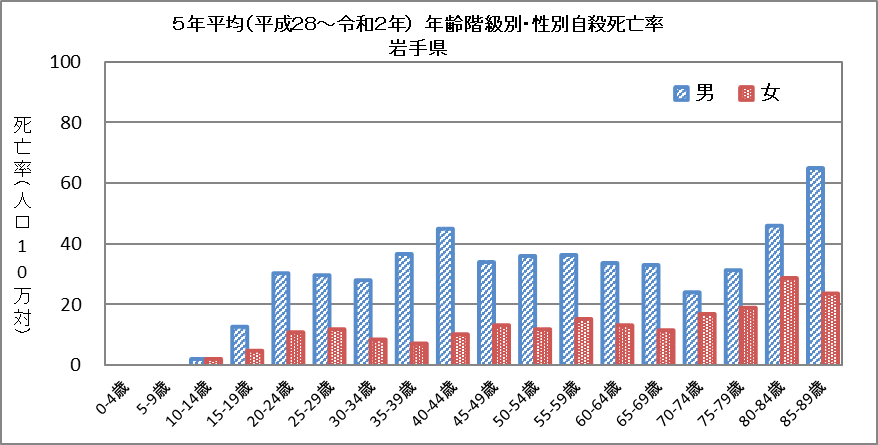 ５年平均（平成２８～令和２年） 年齢階級別・性別自殺死亡率
岩手県
死亡率（人口１０万対）
100
80
60
40
20
0
男 女
0-4歳
5-9歳
10-14歳
15-19歳
20-24歳
25-29歳
30-34歳
35-39歳
40-44歳
45-49歳
50-54歳
55-59歳
60-64歳
65-69歳
70-74歳
75-79歳
80-84歳
85-89歳